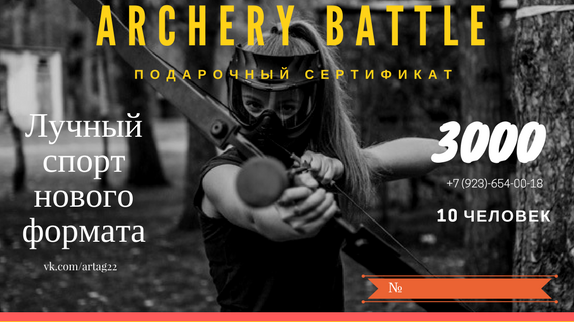 ARCHERY BATTLE
ПОДАРОЧНЫЙ СЕРТИФИКАТ
Лучный
спорт
нового
формата
vk.com/artag22
3000
+7 (923)-654-00-18
10 ЧЕЛОВЕК
№